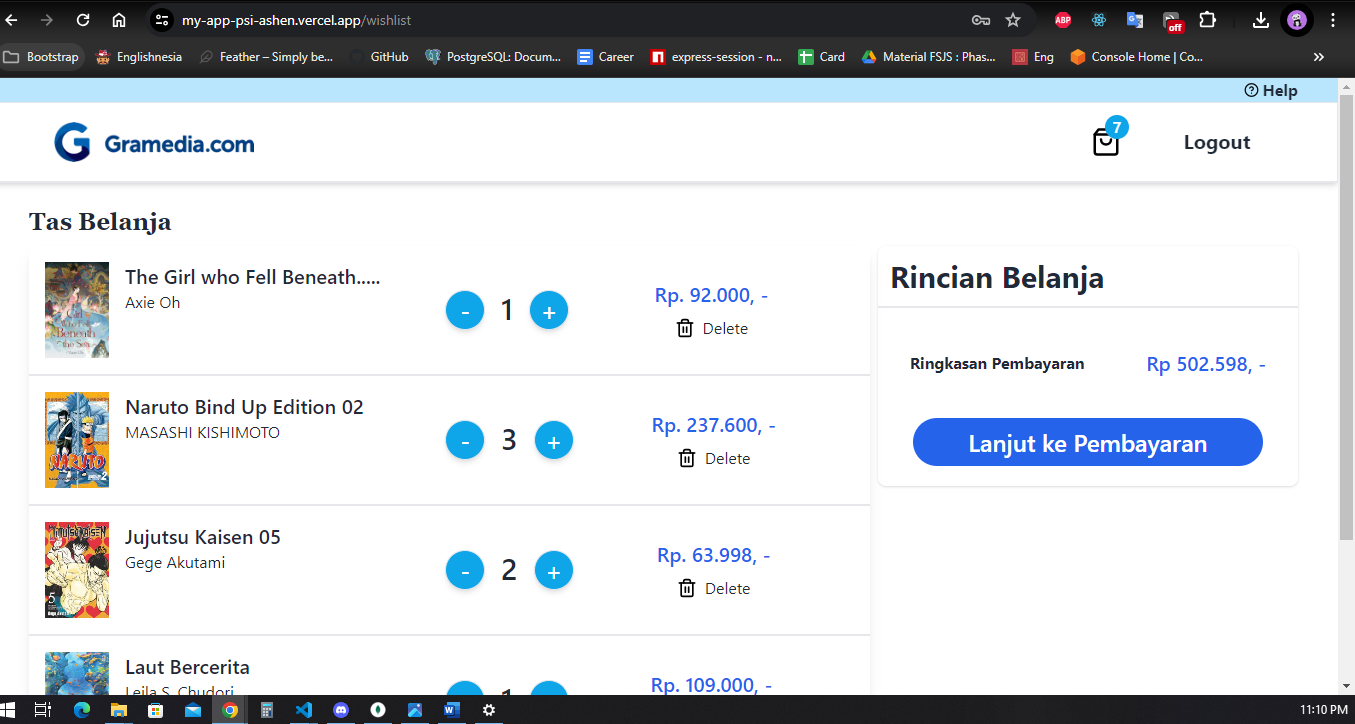 my-app-psi-ashen.vercel.app/wishlist
ABP
off
Bootstrap
Englishnesia
Feather – Simply be...
GitHub
PostgreSQL: Docum...
Career
express-session - n...
Card
Material FSJS : Phas...
Eng
Console Home | Co...
»
Help
G Gramedia.com
7
Logout
Tas Belanja
The Girl who Fell Beneath.....
Axie Oh
- 1 +
Rp. 92.000, -
Delete
Naruto Bind Up Edition 02
MASASHI KISHIMOTO
- 3 +
Rp. 237.600, -
Delete
NARUTO
2
Jujutsu Kaisen 05
Gege Akutami
- 2 +
Rp. 63.998, -
Delete
5
Laut Bercerita
Leila S. Chudori
1
Rp. 109.000, -
Rincian Belanja
Ringkasan Pembayaran
Rp 502.598, -
Lanjut ke Pembayaran
11:10 PM